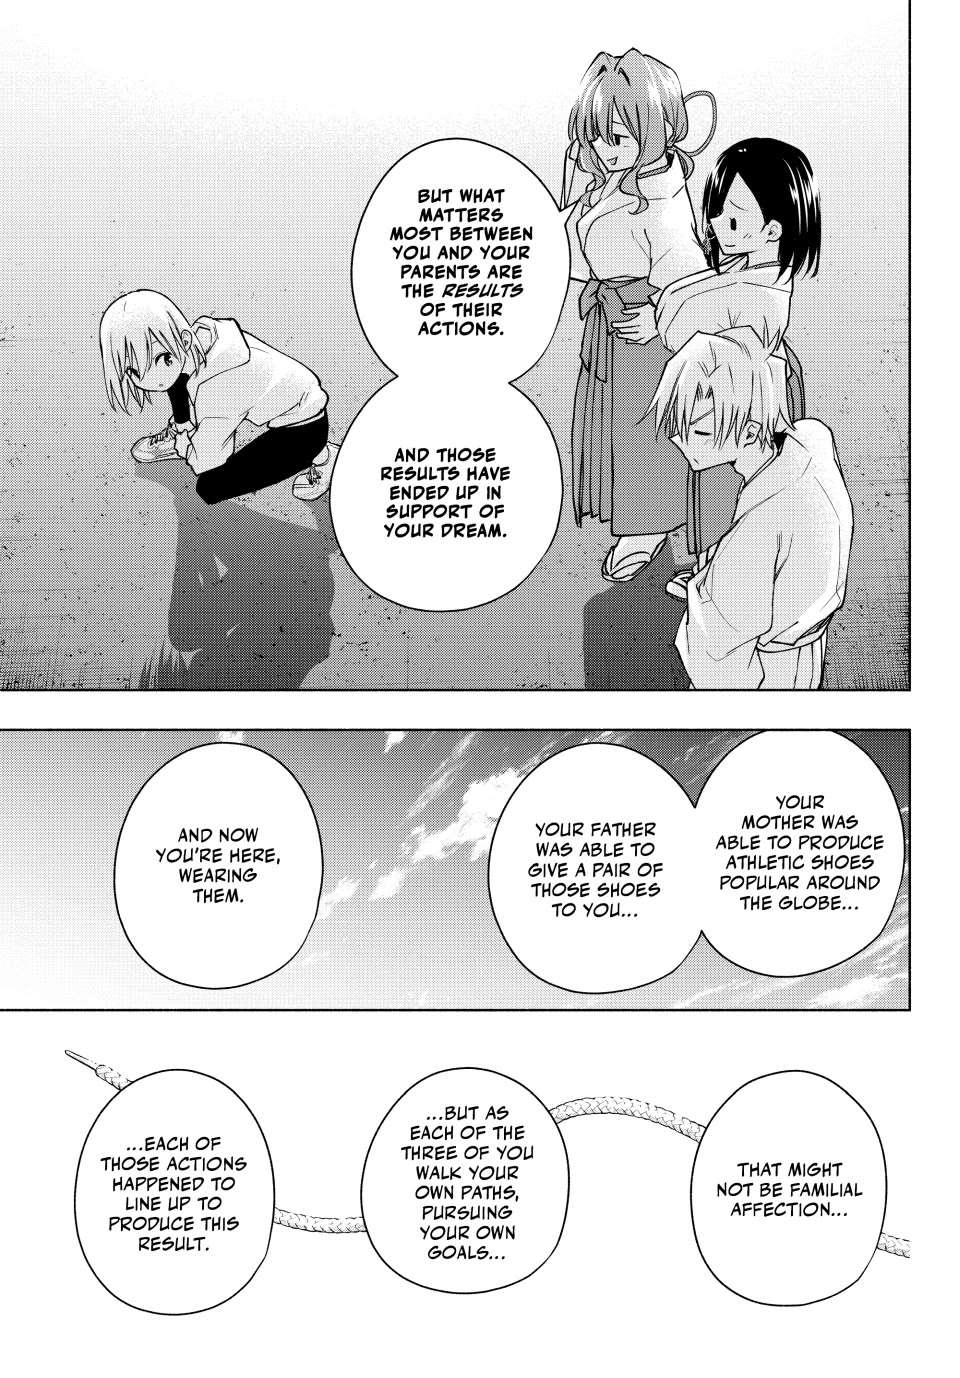 BUT WHAT
MATTERS
MOST BETWEEN
YOU AND YOUR
PARENTS ARE
THE RESULTS
OF THEIR
ACTIONS.
AND THOSE
RESULTS HAVE
ENDED UP IN
SUPPORT OF
YOUR DREAM.
YOUR
MOTHER WAS
ABLE TO PRODUCE
ATHLETIC SHOES
POPULAR AROUND
THE GLOBE...
YOUR FATHER
WAS ABLE TO
GIVE A PAIR OF
THOSE SHOES
TO YOU...
AND NOW
YOU'RE HERE,
WEARING
THEM.
THAT MIGHT
NOT BE FAMILIAL
AFFECTION...
...BUT AS
EACH OF THE
THREE OF YOU
WALK YOUR
OWN PATHS,
PURSUING
YOUR OWN
GOALS...
...EACH OF
THOSE ACTIONS
HAPPENED TO
LINE UP TO
PRODUCE THIS
RESULT.